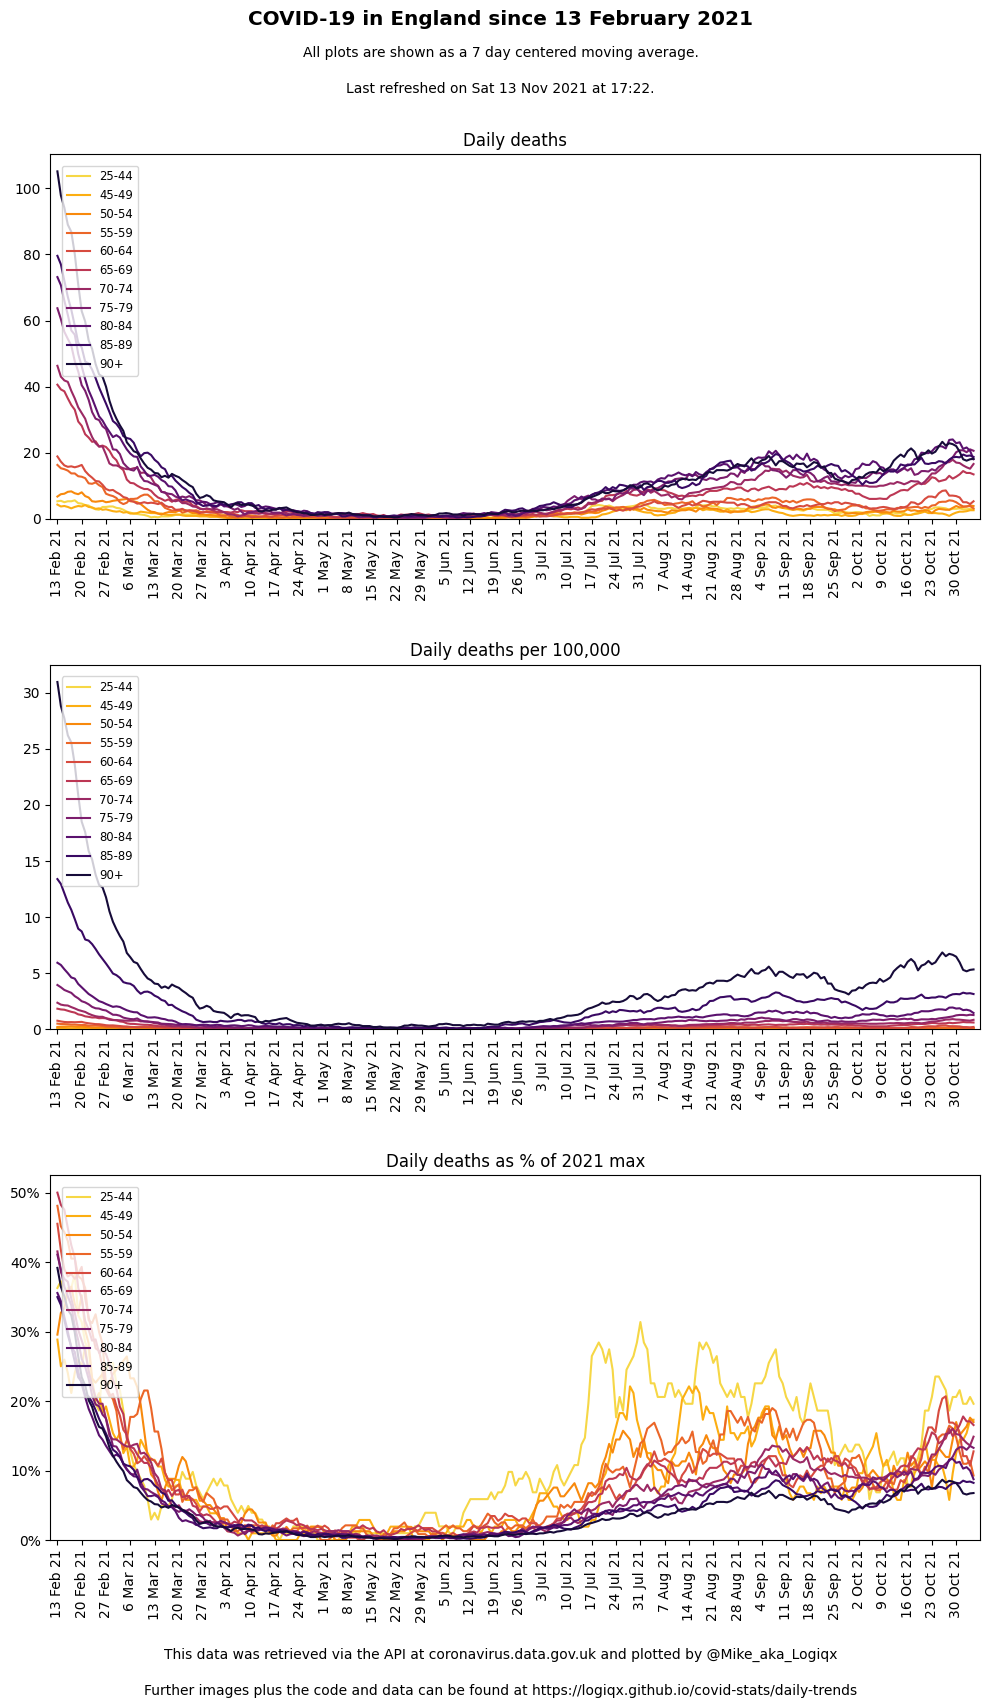 COVID-19 in England since 13 February 2021
All plots are shown as a 7 day centered moving average.
Last refreshed on Sat 13 Nov 2021 at 17:22.
Daily deaths
100
80
60
40
20
0
25-44
45-49
50-54
55-59
60-64
65-69
70-74
75-79
80-84
85-89
90+
13 Feb 21
20 Feb 21
27 Feb 21
6 Mar 21
13 Mar 21
20 Mar 21
27 Mar 21
3 Apr 21
10 Apr 21
17 Apr 21
24 Apr 21
1 May 21
8 May 21
15 May 21
22 May 21
29 May 21
5 Jun 21
12 Jun 21
19 Jun 21
26 Jun 21
3 Jul 21
10 Jul 21
17 Jul 21
24 Jul 21
31 Jul 21
7 Aug 21
14 Aug 21
21 Aug 21
28 Aug 21
4 Sep 21
11 Sep 21
18 Sep 21
25 Sep 21
2 Oct 21
9 Oct 21
16 Oct 21
23 Oct 21
30 Oct 21
Daily deaths per 100,000
30
25
20
15
10
5
0
25-44
45-49
50-54
55-59
60-64
65-69
70-74
75-79
80-84
85-89
90+
13 Feb 21
20 Feb 21
27 Feb 21
6 Mar 21
13 Mar 21
20 Mar 21
27 Mar 21
3 Apr 21
10 Apr 21
17 Apr 21
24 Apr 21
1 May 21
8 May 21
15 May 21
22 May 21
29 May 21
5 Jun 21
12 Jun 21
19 Jun 21
26 Jun 21
3 Jul 21
10 Jul 21
17 Jul 21
24 Jul 21
31 Jul 21
7 Aug 21
14 Aug 21
21 Aug 21
28 Aug 21
4 Sep 21
11 Sep 21
18 Sep 21
25 Sep 21
2 Oct 21
9 Oct 21
16 Oct 21
23 Oct 21
30 Oct 21
Daily deaths as % of 2021 max
50%
40%
30%
20%
10%
0%
25-44
45-49
50-54
55-59
60-64
65-69
70-74
75-79
80-84
85-89
90+
13 Feb 21
20 Feb 21
27 Feb 21
6 Mar 21
13 Mar 21
20 Mar 21
27 Mar 21
3 Apr 21
10 Apr 21
17 Apr 21
24 Apr 21
1 May 21
8 May 21
15 May 21
22 May 21
29 May 21
5 Jun 21
12 Jun 21
19 Jun 21
26 Jun 21
3 Jul 21
10 Jul 21
17 Jul 21
24 Jul 21
31 Jul 21
7 Aug 21
14 Aug 21
21 Aug 21
28 Aug 21
4 Sep 21
11 Sep 21
18 Sep 21
25 Sep 21
2 Oct 21
9 Oct 21
16 Oct 21
23 Oct 21
30 Oct 21
This data was retrieved via the API at coronavirus.data.gov.uk and plotted by @Mike_aka_Logiqx
Further images plus the code and data can be found at https://logiqx.github.io/covid-stats/daily-trends